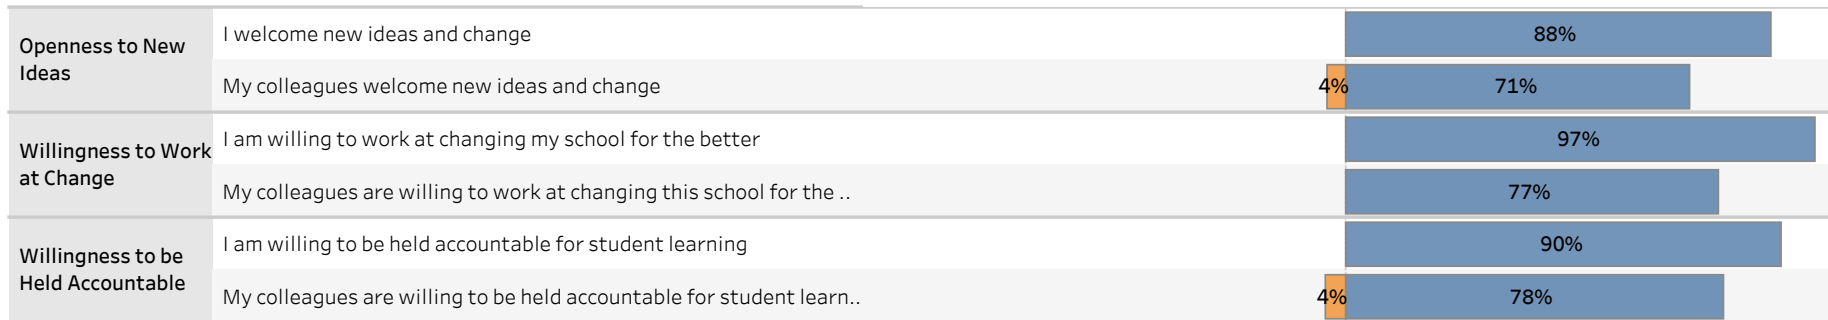 Openness to New
Ideas
I welcome new ideas and change
88%
My colleagues welcome new ideas and change
4%
71%
Willingness to Work
at Change
I am willing to work at changing my school for the better
97%
My colleagues are willing to work at changing this school for the ..
77%
Willingness to be
Held Accountable
I am willing to be held accountable for student learning
90%
My colleagues are willing to be held accountable for student learn..
4%
78%